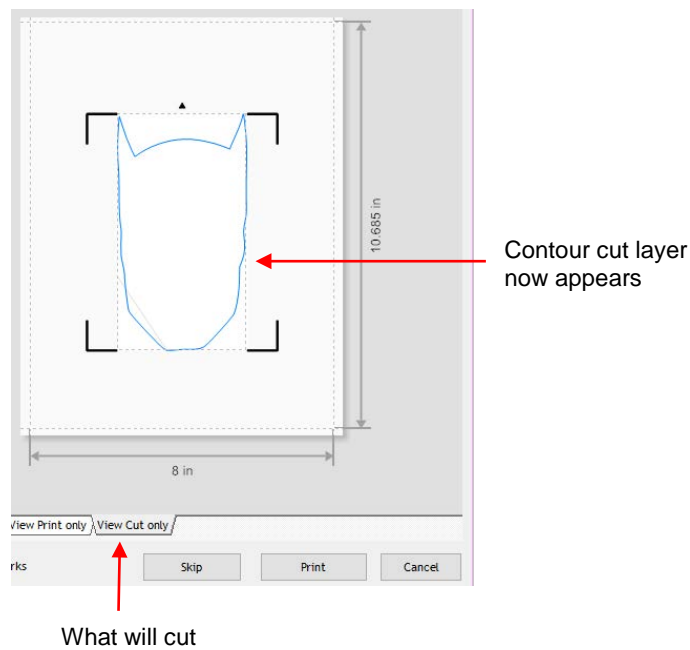 10.685 in
Contour cut layer
now appears
8 in
View Print only View Cut only
rks Skip Print Cancel
What will cut